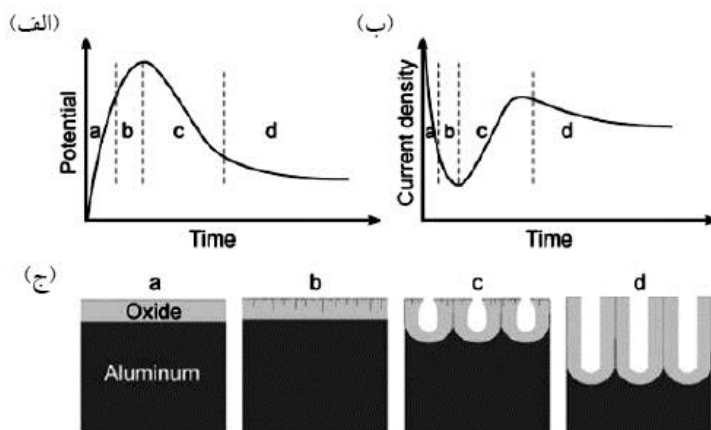 (الف)
Potential
a
b
c
d
Time
(ب)
Current density
a
b
c
d
Time
(ج)
a
b
c
d
Oxide
Aluminum